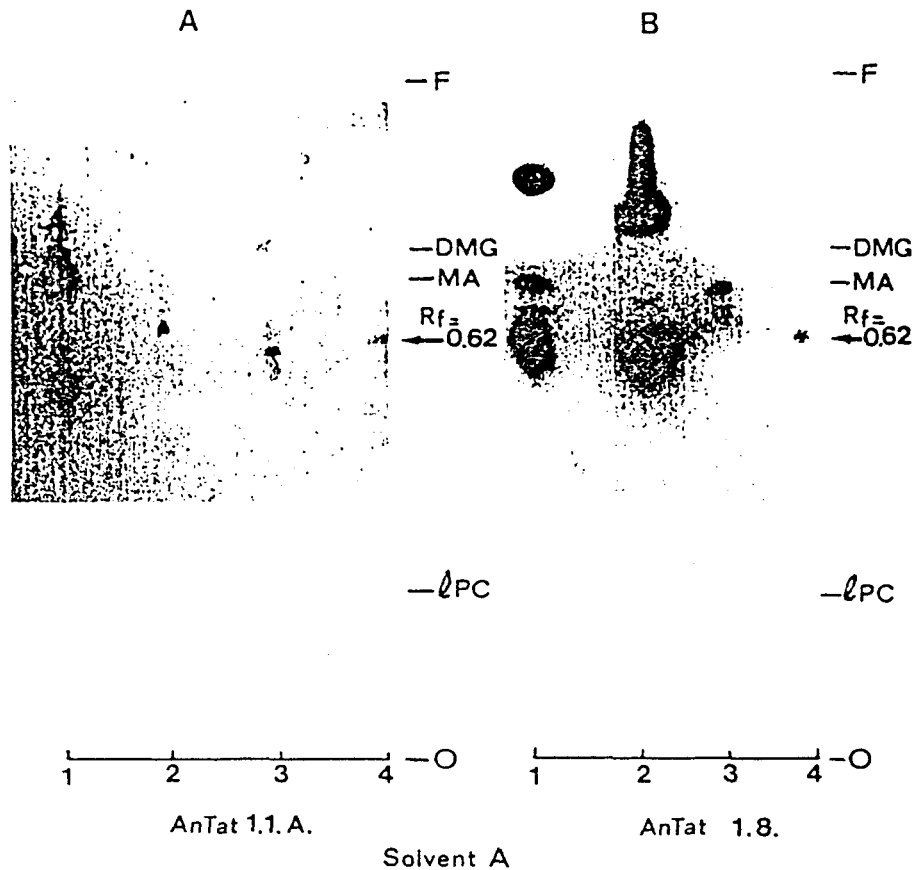 A
B
—F
—F
—DMG
—DMG
—MA
—MA
Rf=
Rf=
0.62
0.62
—ℓPC
—ℓPC
—O
—O
1 2 3 4
1 2 3 4
AnTat 1.1.A.
AnTat 1.8.
Solvent A